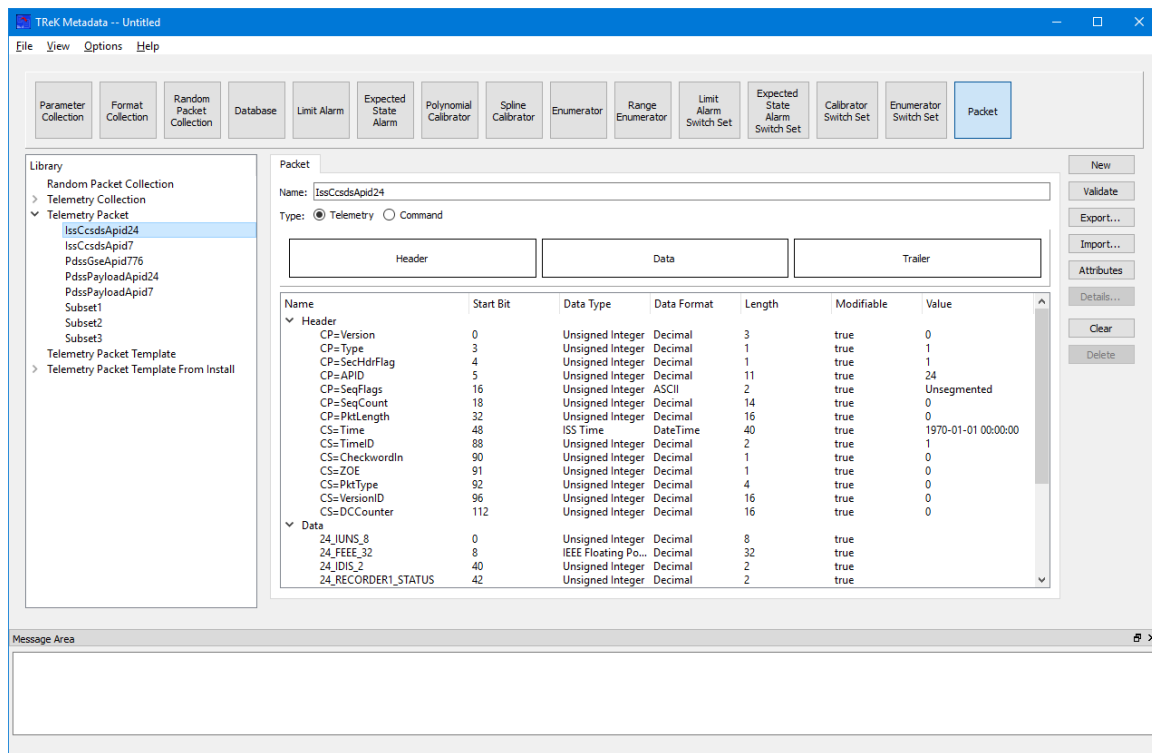 TReK Metadata -- Untitled
File View Options Help
Parameter Collection
Format Collection
Random Packet Collection
Database
Limit Alarm
Expected State Alarm
Polynomial Calibrator
Spline Calibrator
Enumerator
Range Enumerator
Limit Alarm Switch Set
Expected State Alarm Switch Set
Calibrator Switch Set
Enumerator Switch Set
Packet
Library
Random Packet Collection
Telemetry Collection
Telemetry Packet
IssCcsdsApid24
IssCcsdsApid7
PdssGseApid776
PdssPayloadApid24
PdssPayloadApid7
Subset1
Subset2
Subset3
Telemetry Packet Template
Telemetry Packet Template From Install
Packet
Name: IssCcsdsApid24
Type: Telemetry Command
Header Data Trailer
Name Start Bit Data Type Data Format Length Modifiable Value
Header
CP=Version 0 Unsigned Integer Decimal 3 true 0
CP=Type 3 Unsigned Integer Decimal 1 true 1
CP=SecHdrFlag 4 Unsigned Integer Decimal 1 true 1
CP=APID 5 Unsigned Integer Decimal 11 true 24
CP=SeqFlags 16 Unsigned Integer ASCII 2 true Unsegmented
CP=SeqCount 18 Unsigned Integer Decimal 14 true 0
CP=PktLength 32 Unsigned Integer Decimal 16 true 0
CS=Time 48 ISS Time DateTime 40 true 1970-01-01 00:00:00
CS=TimeID 88 Unsigned Integer Decimal 2 true 1
CS=CheckwordIn 90 Unsigned Integer Decimal 1 true 0
CS=ZOE 91 Unsigned Integer Decimal 1 true 0
CS=PktType 92 Unsigned Integer Decimal 4 true 0
CS=VersionID 96 Unsigned Integer Decimal 16 true 0
CS=DCCounter 112 Unsigned Integer Decimal 16 true 0
Data
24_IUNS_8 0 Unsigned Integer Decimal 8 true
24_FEEE_32 8 IEEE Floating Po... Decimal 32 true
24_IDIS_2 40 Unsigned Integer Decimal 2 true
24_RECORDER1_STATUS 42 Unsigned Integer Decimal 2 true
New
Validate
Export...
Import...
Attributes
Details...
Clear
Delete
Message Area